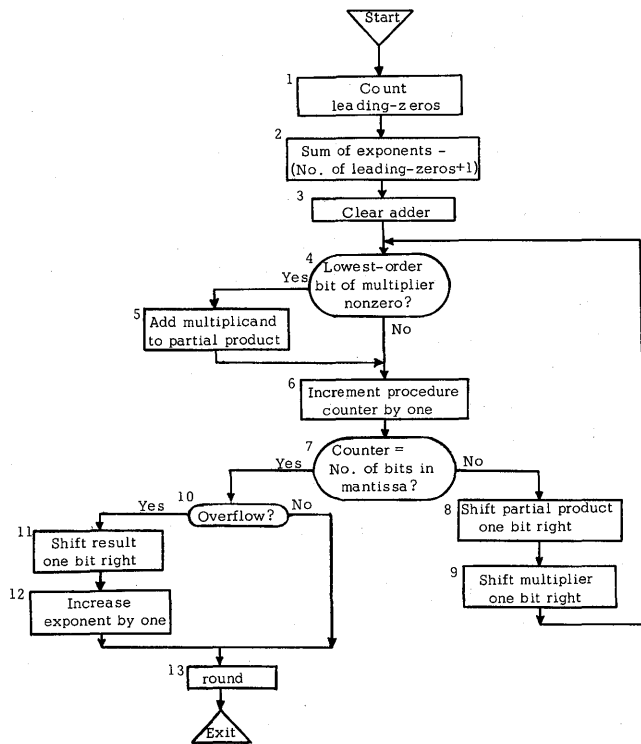 Start
1
Count
leading-zeros
2
Sum of exponents -
(No. of leading-zeros+1)
3
Clear adder
4
Lowest-order
bit of multiplier
nonzero?
Yes
No
5
Add multiplicand
to partial product
6
Increment procedure
counter by one
7
Counter =
No. of bits in
mantissa?
Yes
No
10
Overflow?
Yes
No
8
Shift partial product
one bit right
11
Shift result
one bit right
9
Shift multiplier
one bit right
12
Increase
exponent by one
13
round
Exit